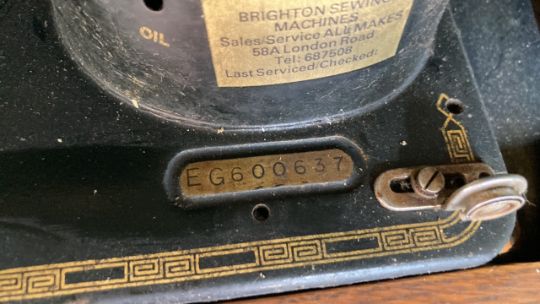 BRIGHTON SEWING
MACHINES
Sales/Service ALL MAKES
58A London Road
Tel: 687508
Last Serviced/Checked:
OIL
EG600637